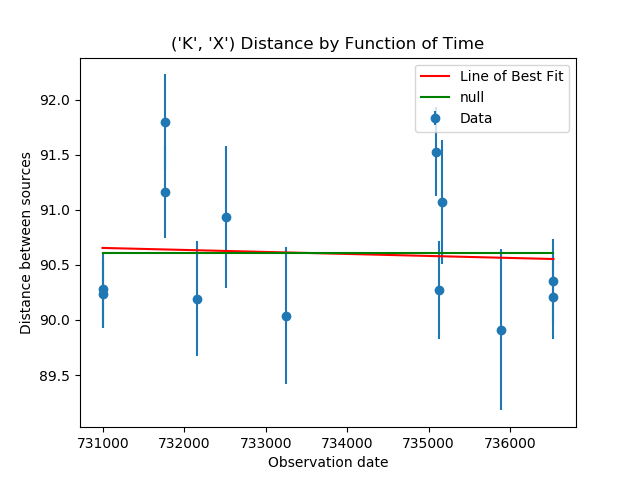 ('K', 'X') Distance by Function of Time
Line of Best Fit
null
Data
92.0
91.5
91.0
90.5
90.0
89.5
Distance between sources
731000 732000 733000 734000 735000 736000
Observation date